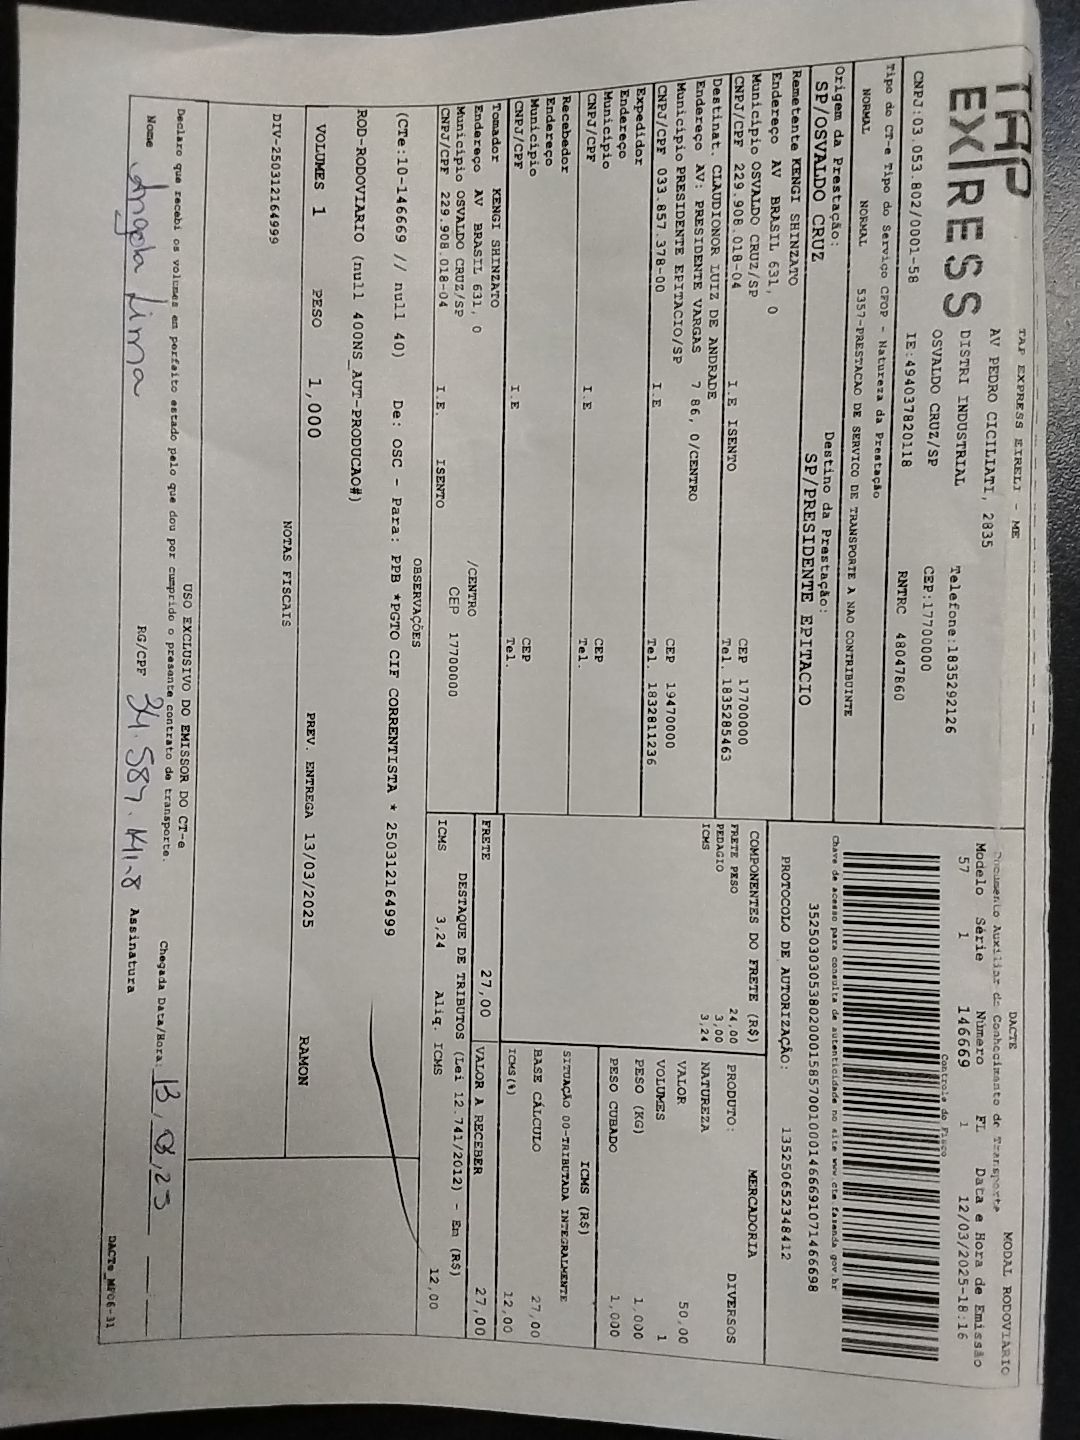 TAP EXPRESS
TAP EXPRESS EIRELI - ME
AV PEDRO CICILIATI, 2835
DISTRI INDUSTRIAL Telefone:1835292126
OSVALDO CRUZ/SP CEP:17700000
CNPJ:03.053.802/0001-58 IE:494037820118 RNTRC 48047860
DACTE MODAL RODOVIARIO
Documento Auxiliar do Conhecimento de Transporte
Modelo Série Número FL Data e Hora de Emissão
57 1 146669 1 12/03/2025-18:16
Controle do Fisco
Chave de acesso para consulta de autenticidade no site www.cte.fazenda.gov.br
35250303053802000158570010001466691071466698
PROTOCOLO DE AUTORIZAÇÃO: 135250652348412
Tipo do CT-e Tipo do Serviço CFOP - Natureza da Prestação
NORMAL NORMAL 5357-PRESTACAO DE SERVICO DE TRANSPORTE A NAO CONTRIBUINTE
Origem da Prestação: Destino da Prestação:
SP/OSVALDO CRUZ SP/PRESIDENTE EPITACIO
Remetente KENGI SHINZATO
Endereço AV BRASIL 631, 0
Município OSVALDO CRUZ/SP CEP 17700000
CNPJ/CPF 229.908.018-04 I.E ISENTO Tel. 1835285463
Destinat. CLAUDIONOR LUIZ DE ANDRADE
Endereço AV: PRESIDENTE VARGAS 7 86, 0/CENTRO
Município PRESIDENTE EPITACIO/SP CEP 19470000
CNPJ/CPF 033.857.378-00 I.E Tel. 1832811236
Expedidor
Endereço
Município CEP
CNPJ/CPF I.E Tel.
Recebedor
Endereço
Município CEP
CNPJ/CPF I.E Tel.
Tomador KENGI SHINZATO
Endereço AV BRASIL 631, 0 /CENTRO
Município OSVALDO CRUZ/SP CEP 17700000
CNPJ/CPF 229.908.018-04 I.E. ISENTO
COMPONENTES DO FRETE (R$)
FRETE PESO 24,00
PEDAGIO 3,00
ICMS 3,24
MERCADORIA
PRODUTO: DIVERSOS
NATUREZA
VALOR 50,00
VOLUMES 1
PESO (KG) 1,000
PESO CUBADO 1,000
ICMS (R$)
SITUAÇÃO 00-TRIBUTADA INTEGRALMENTE
BASE CÁLCULO 27,00
ICMS(%) 12,00
FRETE 27,00 VALOR A RECEBER 27,00
DESTAQUE DE TRIBUTOS (Lei 12.741/2012) - Em (R$)
ICMS 3,24 Aliq. ICMS 12,00
OBSERVAÇÕES
(CTe:10-146669 // null 40) De: OSC - Para: PPB *PGTO CIF CORRENTISTA * 250312164999
ROD-RODOVIARIO (null 400NS_AUT-PRODUCAO#)
VOLUMES 1 PESO 1,000 PREV. ENTREGA 13/03/2025 RAMON
NOTAS FISCAIS
DIV-250312164999
USO EXCLUSIVO DO EMISSOR DO CT-e
Declaro que recebi os volumes em perfeito estado pelo que dou por cumprido o presente contrato de transporte.
Chegada Data/Hora: 13,03,25
Nome Angela Lima RG/CPF 34.587.141-8 Assinatura
DACTe_MP06-31